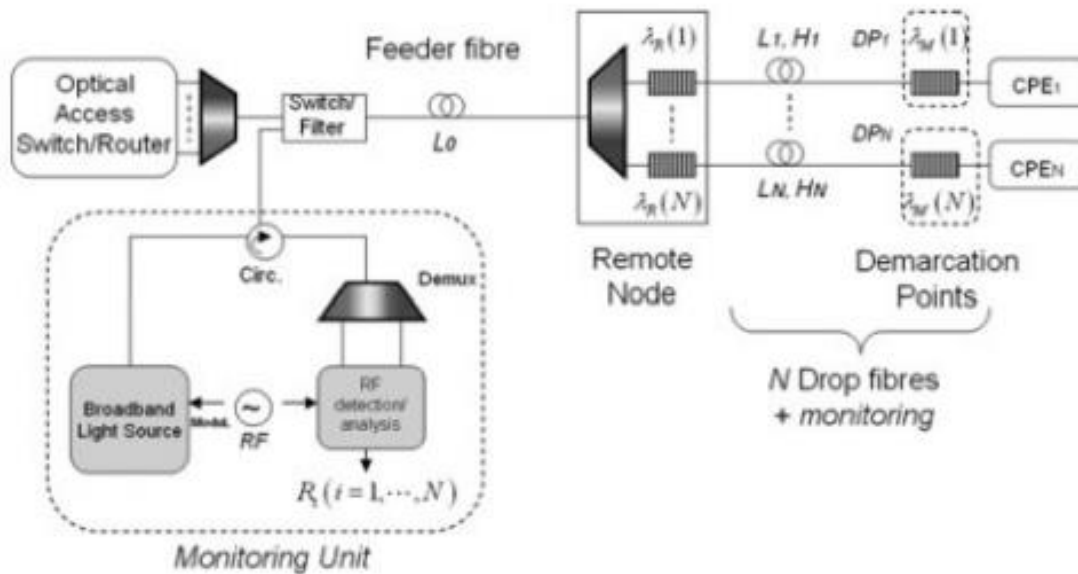 Optical
Access
Switch/Router
Feeder fibre
Switch/
Filter
L0
λR(1)
L1, H1
DP1
λM(1)
CPE1
DPN
CPEN
λR(N)
LN, HN
λM(N)
Remote
Node
Demarcation
Points
N Drop fibres
+ monitoring
Circ.
Demux
Broadband
Light Source
Modul.
RF
RF
detection/
analysis
Ri(i=1,⋯,N)
Monitoring Unit